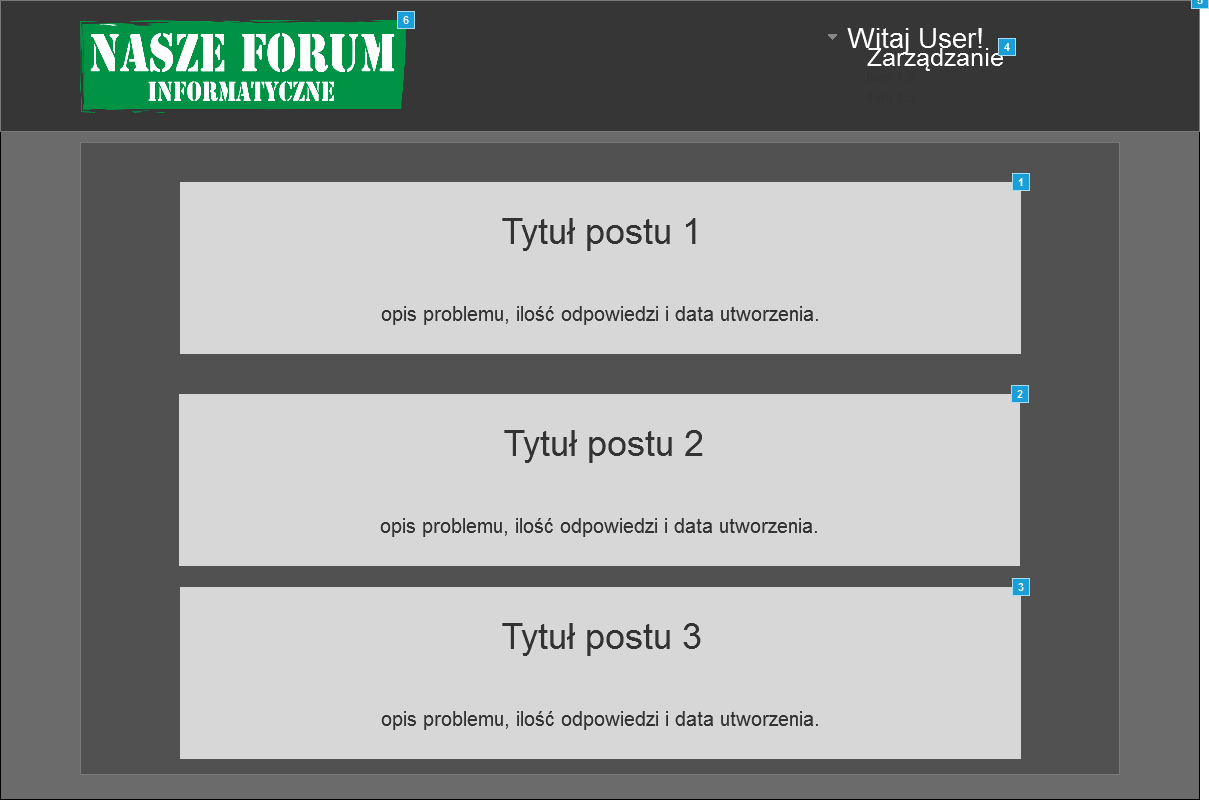 5
6
NASZE FORUM
INFORMATYCZNE
Witaj User!
4
Zarządzanie
1
Tytuł postu 1
opis problemu, ilość odpowiedzi i data utworzenia.
2
Tytuł postu 2
opis problemu, ilość odpowiedzi i data utworzenia.
3
Tytuł postu 3
opis problemu, ilość odpowiedzi i data utworzenia.